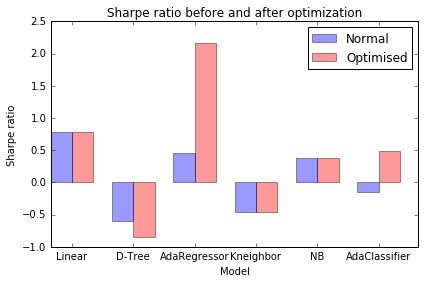 Sharpe ratio before and after optimization
Normal
Optimised
Sharpe ratio
2.5
2.0
1.5
1.0
0.5
0.0
−0.5
−1.0
Linear D-Tree AdaRegressor Kneighbor NB AdaClassifier
Model